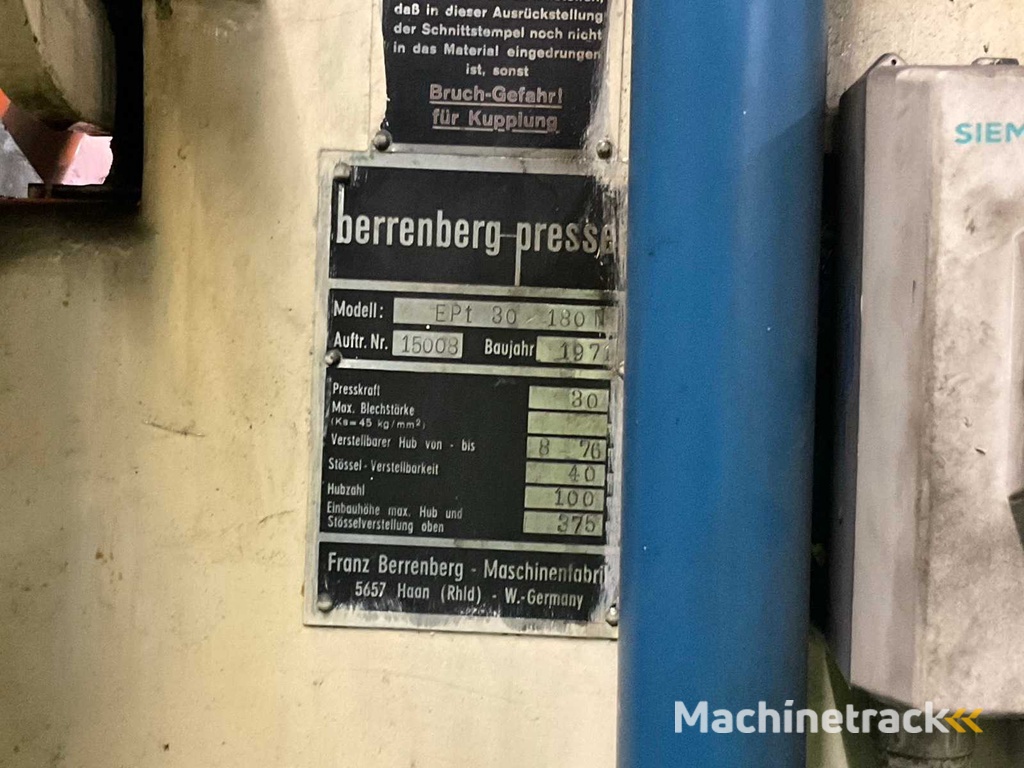 daß in dieser Ausrückstellung
der Schnittstempel noch nicht
in das Material eingedrungen
ist, sonst
Bruch-Gefahr!
für Kupplung
berrenberg-presse
Modell: EPt 30 - 180
Auftr. Nr. 15008 Baujahr 1971
Presskraft 30
Max. Blechstärke
(Ks = 45 kg/mm²)
Verstellbarer Hub von - bis 8 - 76
Stössel - Verstellbarkeit 40
Hubzahl 100
Einbauhöhe max. Hub und
Stösselverstellung oben 375
Franz Berrenberg - Maschinenfabri
5657 Haan (Rhld) - W.-Germany
SIEM
Machinetrack